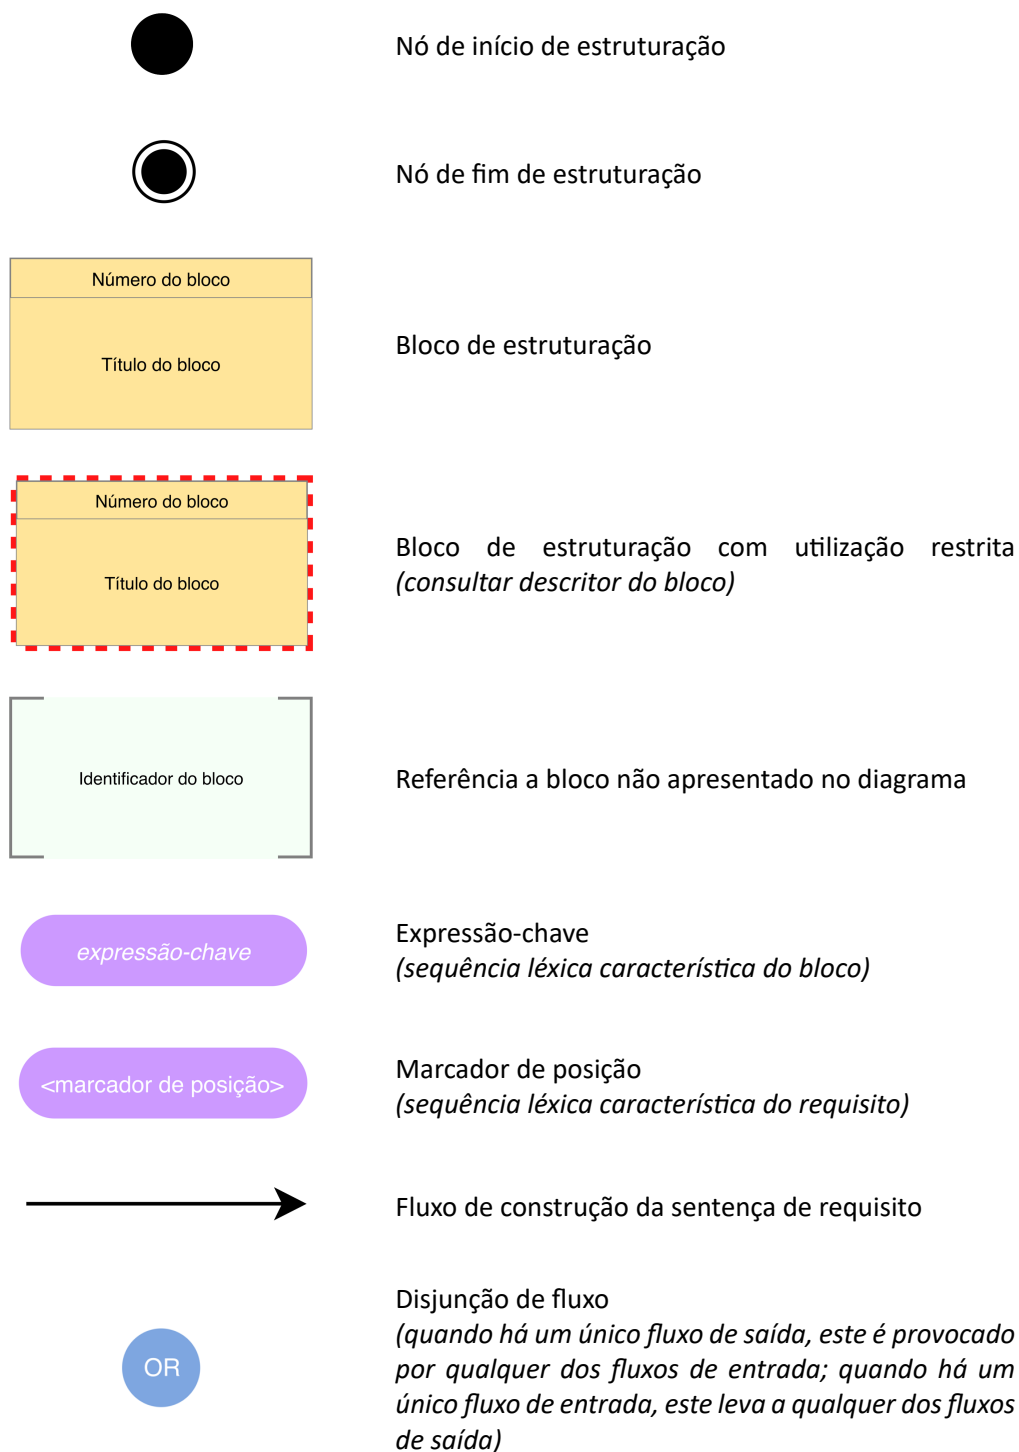 Nó de início de estruturação
Nó de fim de estruturação
Número do bloco
Título do bloco
Bloco de estruturação
Número do bloco
Título do bloco
Bloco de estruturação com utilização restrita
(consultar descritor do bloco)
Identificador do bloco
Referência a bloco não apresentado no diagrama
expressão-chave
Expressão-chave
(sequência léxica característica do bloco)
<marcador de posição>
Marcador de posição
(sequência léxica característica do requisito)
Fluxo de construção da sentença de requisito
OR
Disjunção de fluxo
(quando há um único fluxo de saída, este é provocado
por qualquer dos fluxos de entrada; quando há um
único fluxo de entrada, este leva a qualquer dos fluxos
de saída)